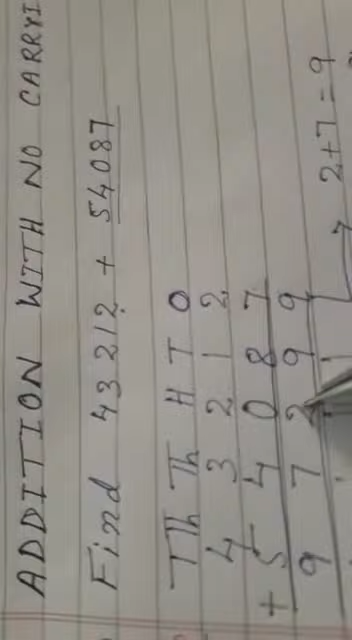 ADDITION WITH NO CARRYI
Find 43212 + 54087
TTh Th H T O
4 3 2 1 2
+ 5 4 0 8 7
9 7 2 9 9
2+7=9